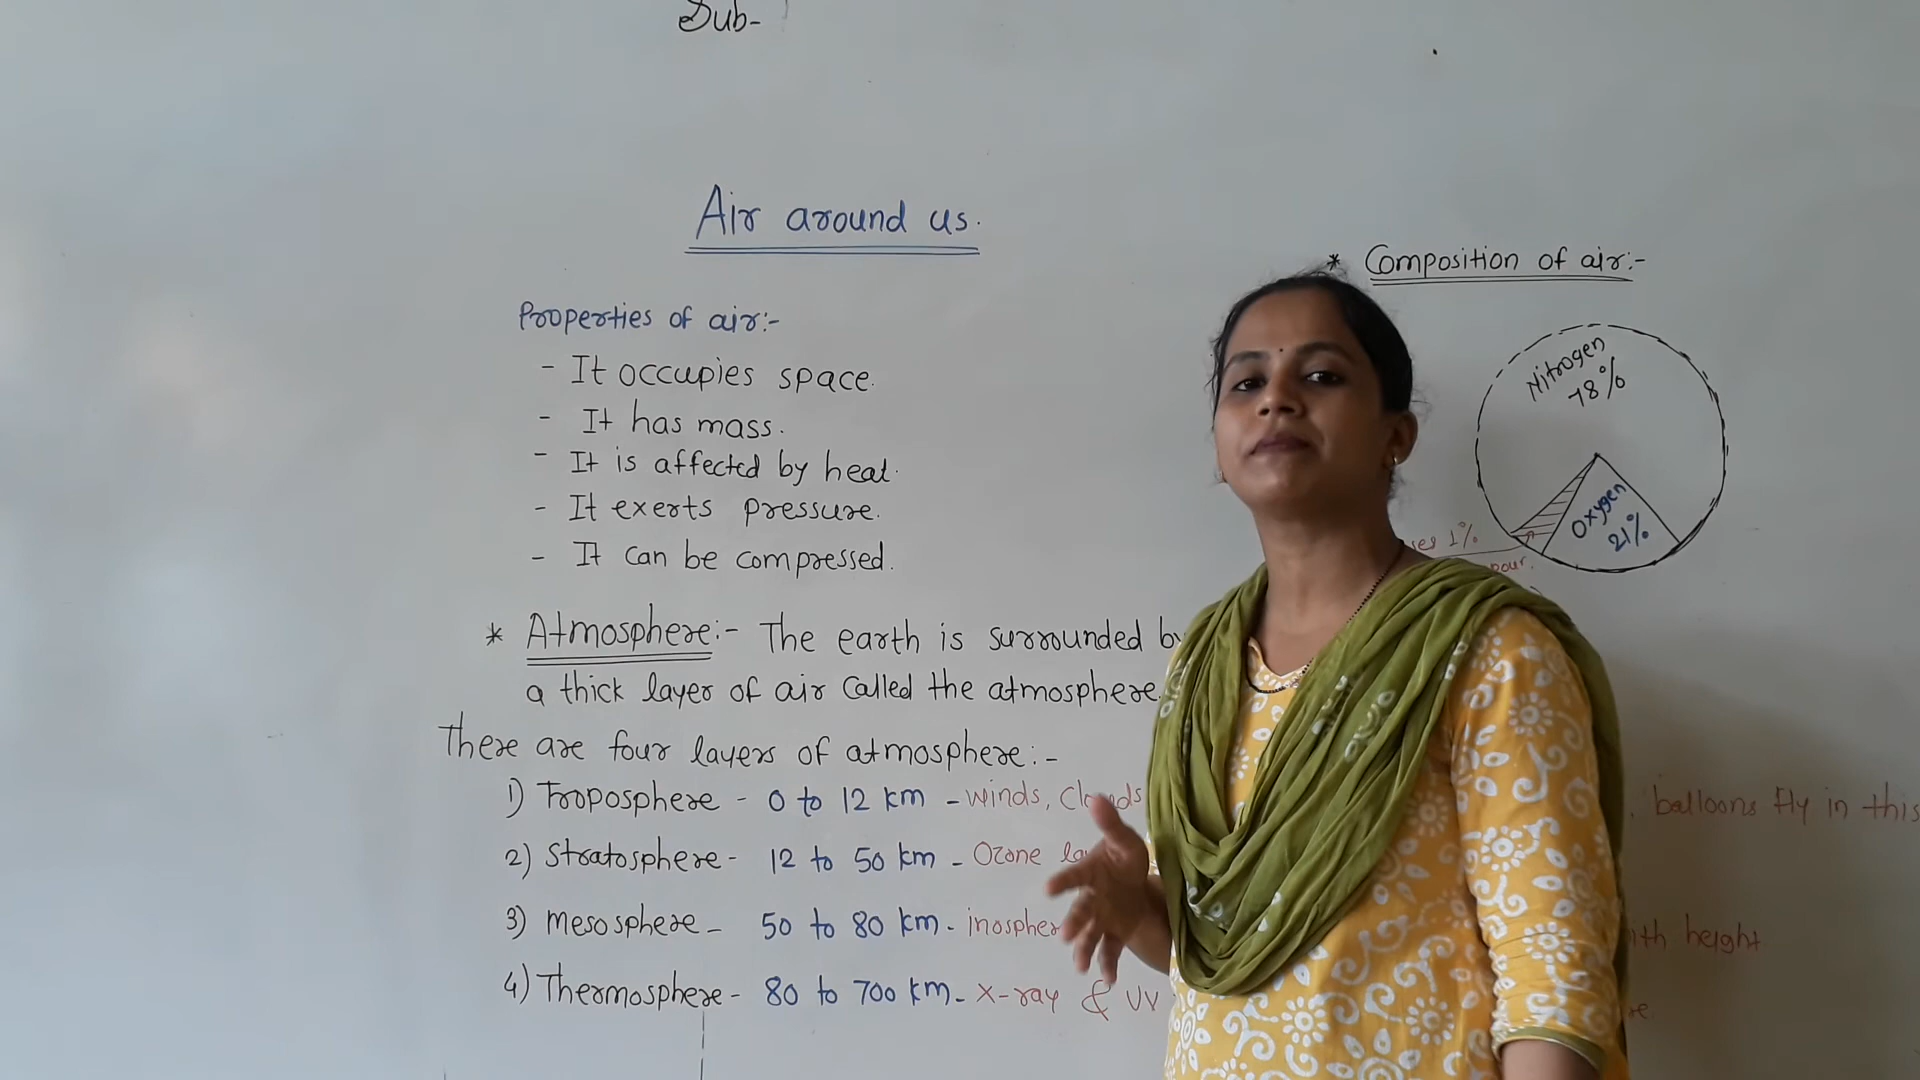 Sub-
Air around us.
Properties of air:-
- It occupies space.
- It has mass.
- It is affected by heat.
- It exerts pressure.
- It can be compressed.
* Atmosphere:- The earth is surrounded by
a thick layer of air called the atmosphere.
There are four layers of atmosphere:-
1) Troposphere - 0 to 12 km - winds, Clouds balloons fly in this
2) Stratosphere - 12 to 50 km - Ozone
3) Mesosphere - 50 to 80 km - height
4) Thermosphere - 80 to 700 km - X-ray & UV
* Composition of air:-
Nitrogen
78%
Oxygen
21%
1%